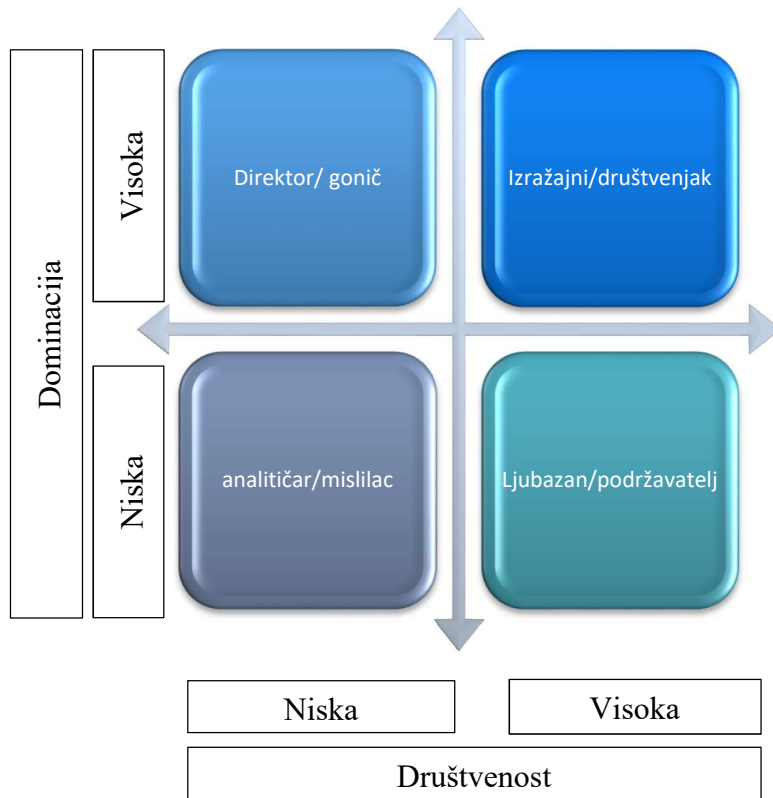 Dominacija
Visoka
Direktor/ gonič
Izražajni/društvenjak
Niska
analitičar/mislilac
Ljubazan/podržavatelj
Niska
Visoka
Društvenost